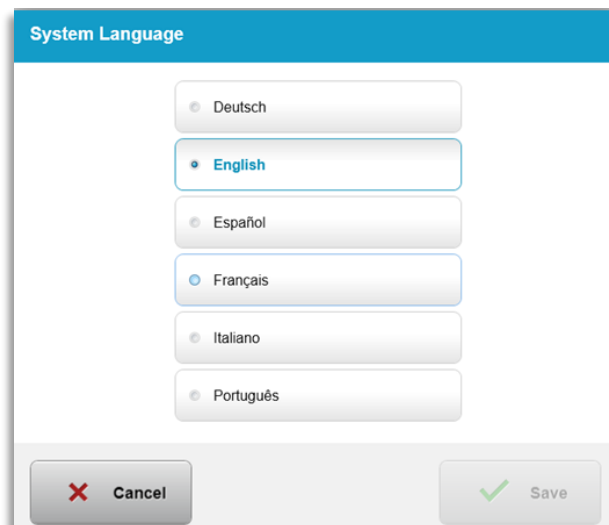 System Language
Deutsch
English
Español
Français
Italiano
Português
Cancel
Save